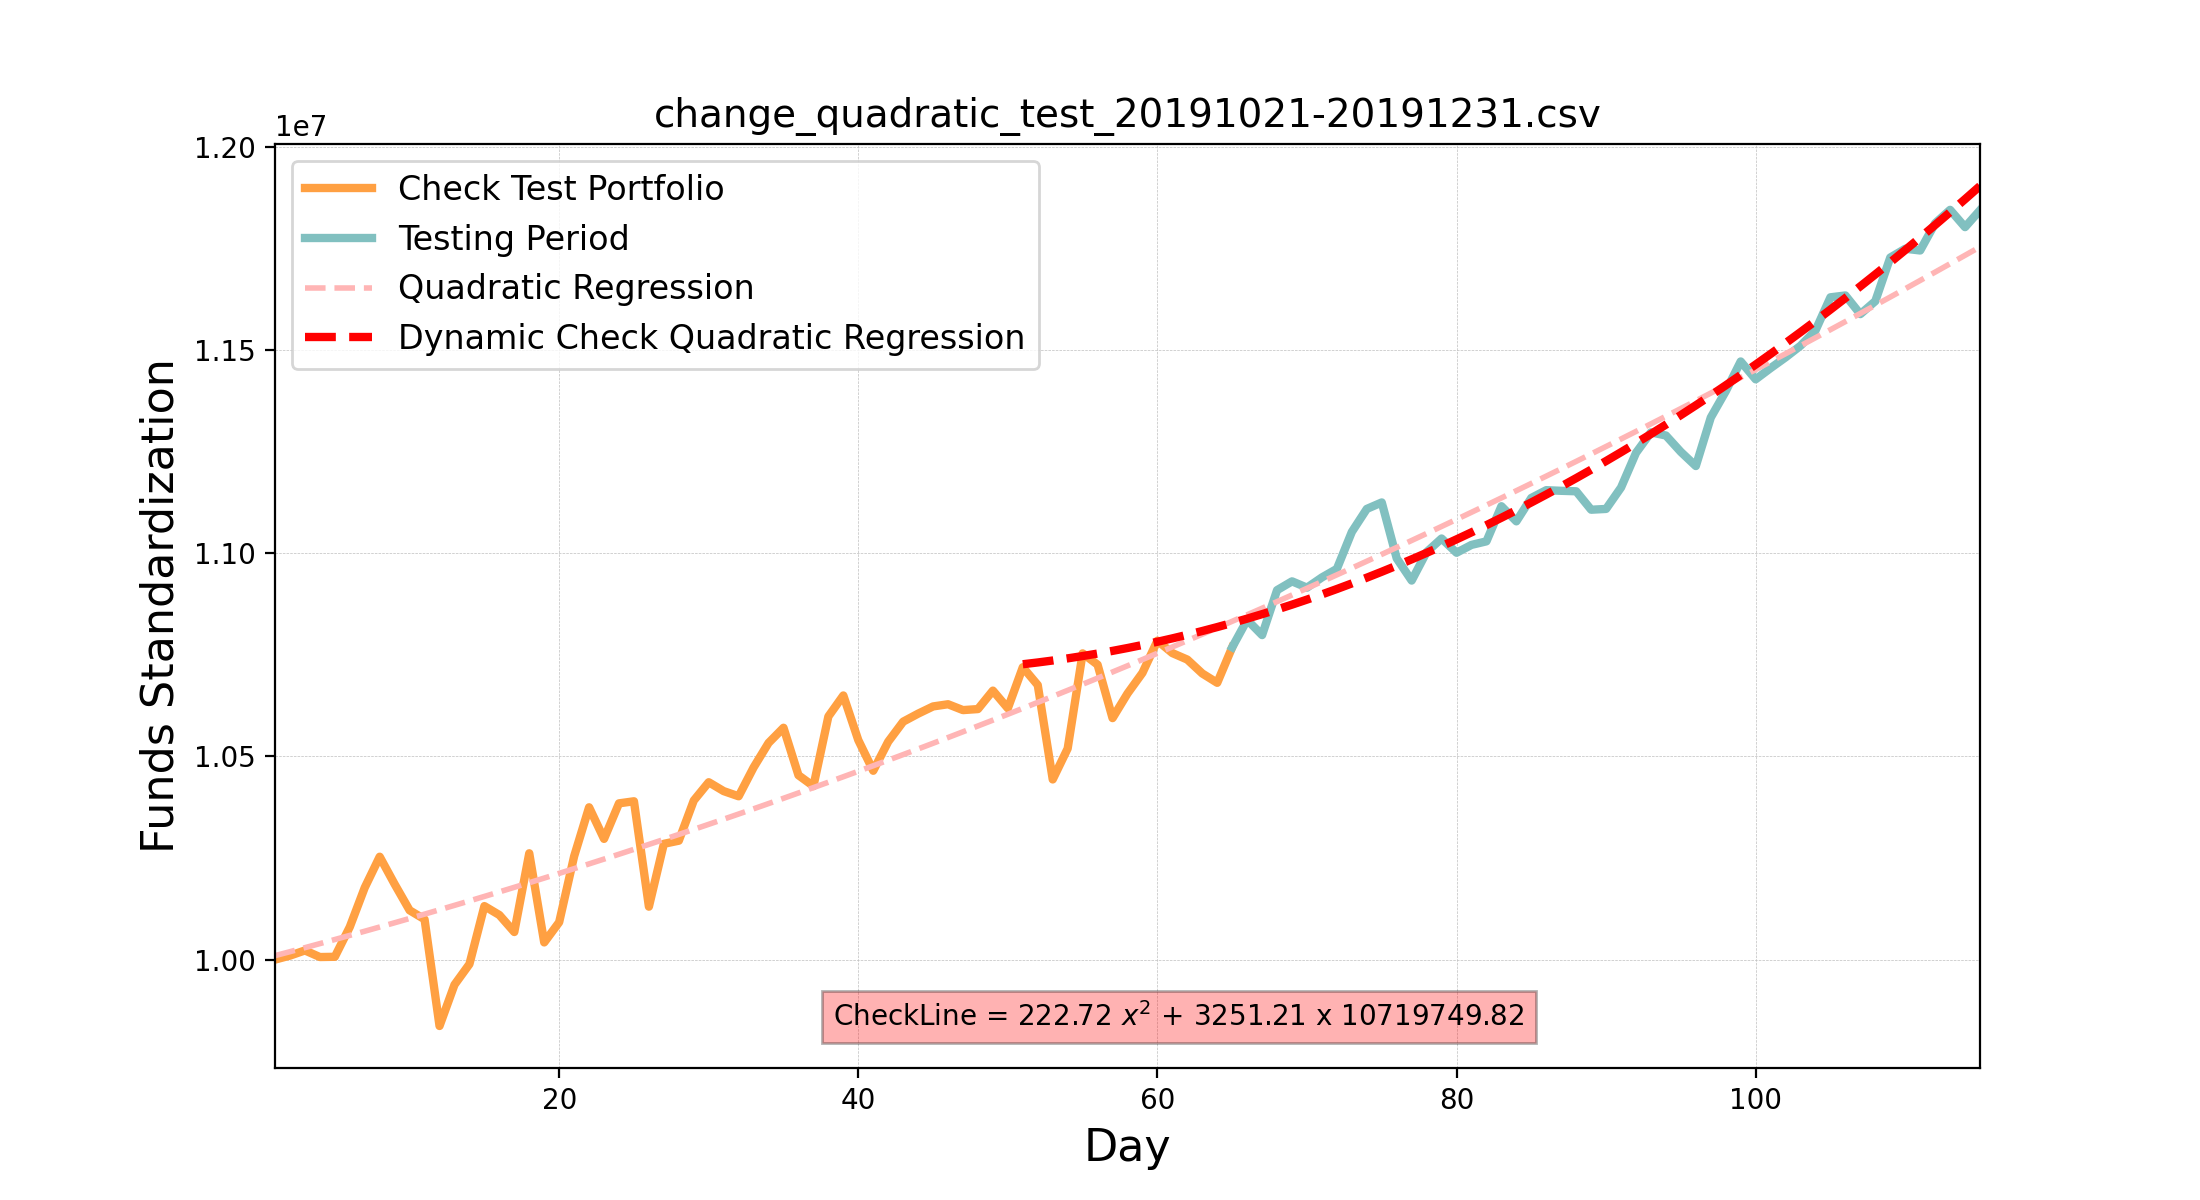 change_quadratic_test_20191021-20191231.csv
1e7
1.20
1.15
1.10
1.05
1.00
Funds Standardization
Check Test Portfolio
Testing Period
Quadratic Regression
Dynamic Check Quadratic Regression
CheckLine = 222.72 x² + 3251.21 x 10719749.82
20 40 60 80 100
Day